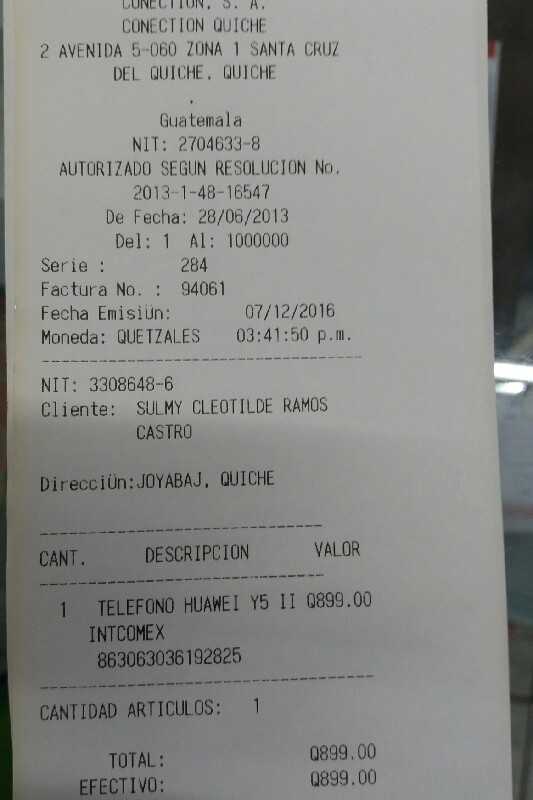 CONECTION, S. A.
CONECTION QUICHE
2 AVENIDA 5-060 ZONA 1 SANTA CRUZ
DEL QUICHE, QUICHE
.
Guatemala
NIT: 2704633-8
AUTORIZADO SEGUN RESOLUCION No.
2013-1-48-16547
De Fecha: 28/06/2013
Del: 1 Al: 1000000
Serie : 284
Factura No. : 94061
Fecha Emisiün: 07/12/2016
Moneda: QUETZALES 03:41:50 p.m.
NIT: 3308648-6
Cliente: SULMY CLEOTILDE RAMOS
CASTRO
Direcciün:JOYABAJ, QUICHE
CANT. DESCRIPCION VALOR
1 TELEFONO HUAWEI Y5 II Q899.00
INTCOMEX
863063036192825
CANTIDAD ARTICULOS: 1
TOTAL: Q899.00
EFECTIVO: Q899.00